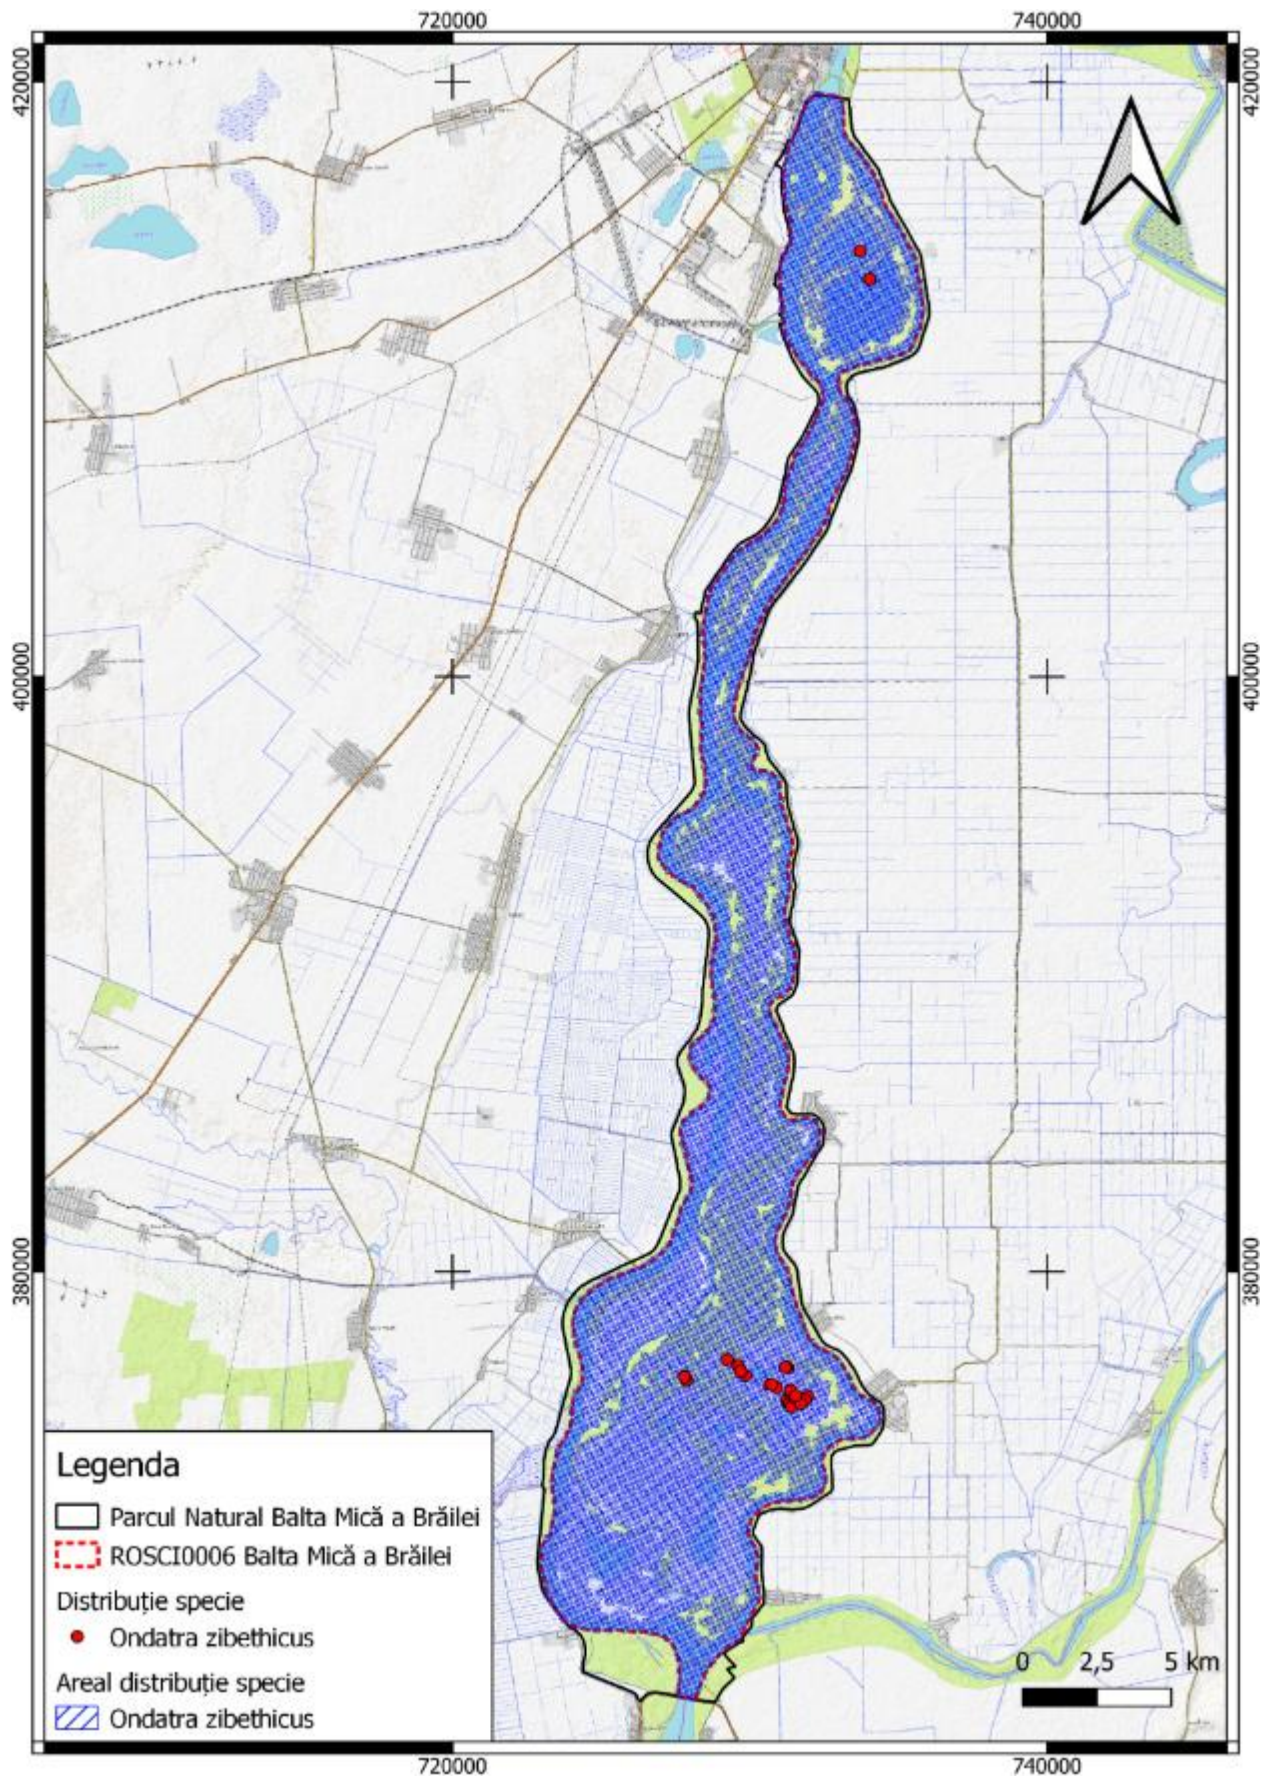 720000
740000
420000
420000
400000
400000
380000
380000
Legenda
Parcul Natural Balta Mică a Brăilei
ROSCI0006 Balta Mică a Brăilei
Distribuție specie
Ondatra zibethicus
Areal distribuție specie
Ondatra zibethicus
0 2,5 5 km
720000
740000